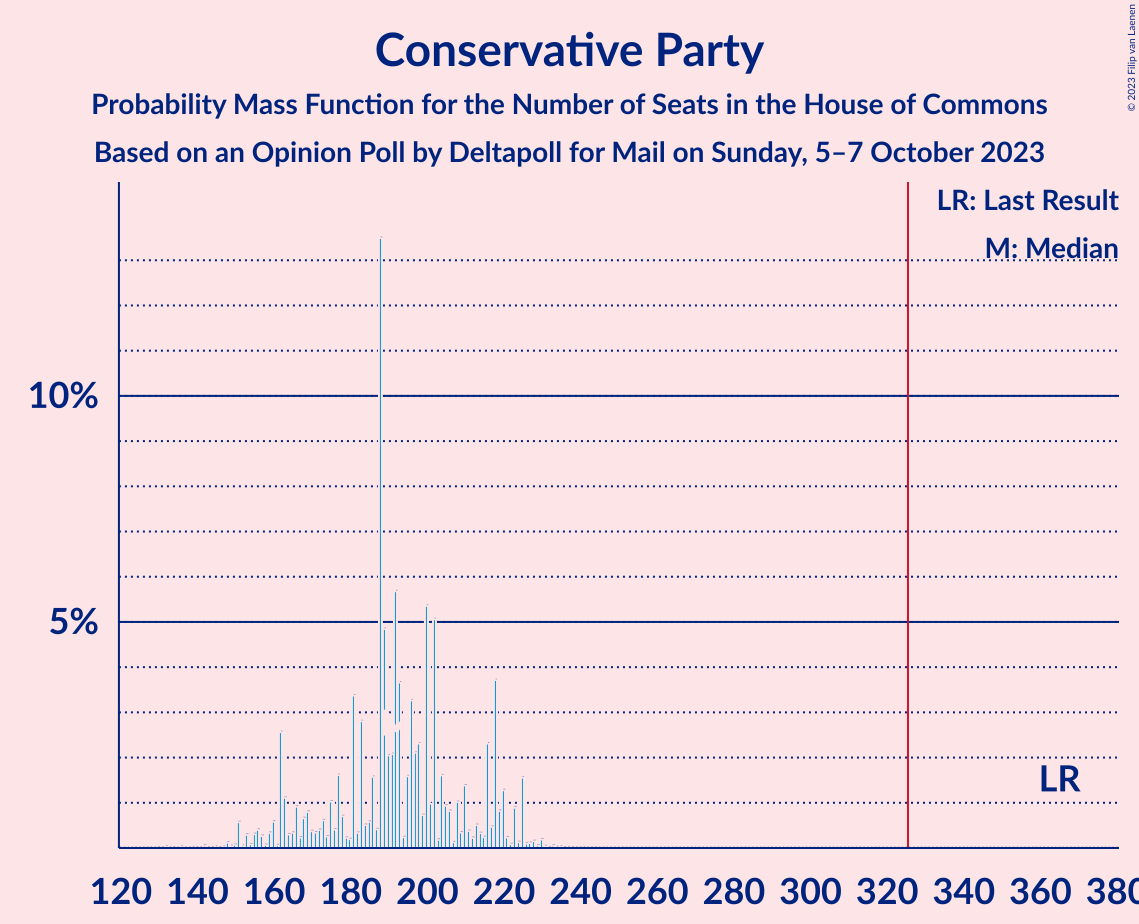 Conservative Party
Probability Mass Function for the Number of Seats in the House of Commons
Based on an Opinion Poll by Deltapoll for Mail on Sunday, 5–7 October 2023
© 2023 Filip van Laenen
LR: Last Result
M: Median
10%
5%
LR
120 140 160 180 200 220 240 260 280 300 320 340 360 380